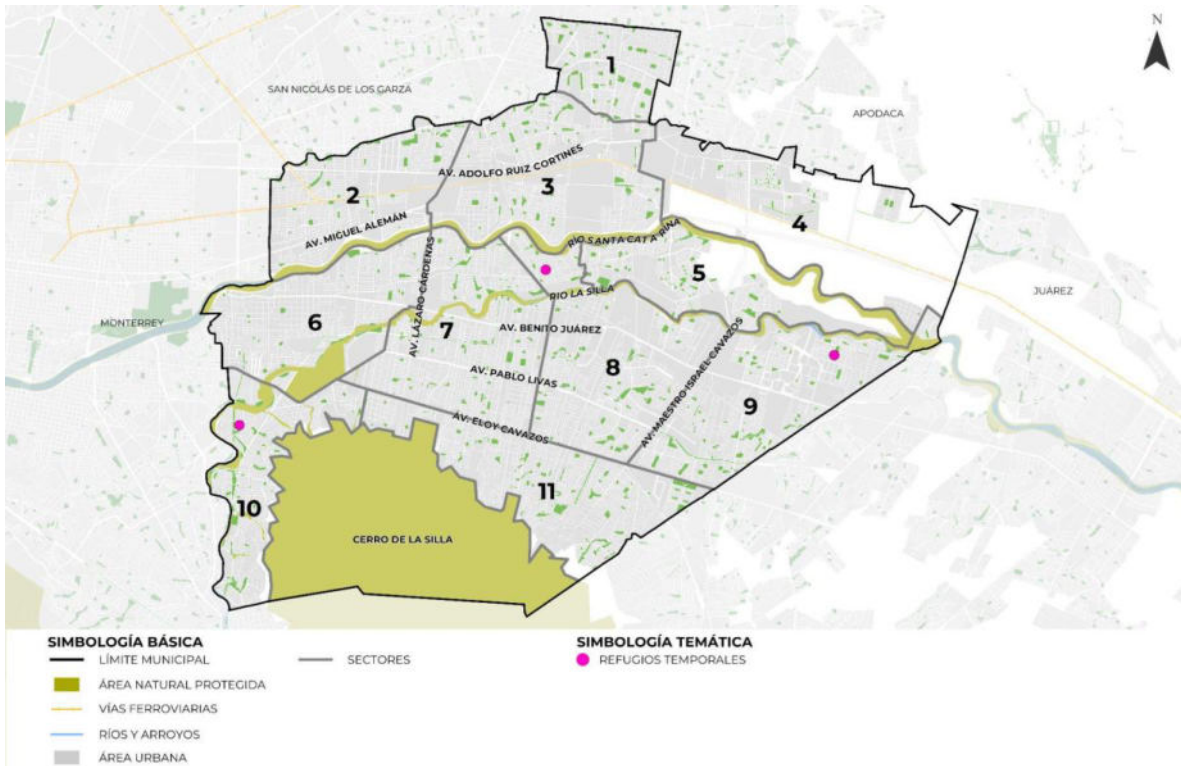 N
1
SAN NICOLÁS DE LOS GARZA
APODACA
AV. ADOLFO RUIZ CORTINES
2
3
4
AV. MIGUEL ALEMÁN
RÍO SANTA CATARINA
5
AV. LÁZARO CÁRDENAS
RIO LA SILLA
JUÁREZ
MONTERREY
6
7
AV. BENITO JUÁREZ
8
AV. MAESTRO ISRAEL CAVAZOS
AV. PABLO LIVAS
9
AV. ELOY CAVAZOS
10
11
CERRO DE LA SILLA
SIMBOLOGÍA BÁSICA
LÍMITE MUNICIPAL
SECTORES
ÁREA NATURAL PROTEGIDA
VÍAS FERROVIARIAS
RÍOS Y ARROYOS
ÁREA URBANA
SIMBOLOGÍA TEMÁTICA
REFUGIOS TEMPORALES